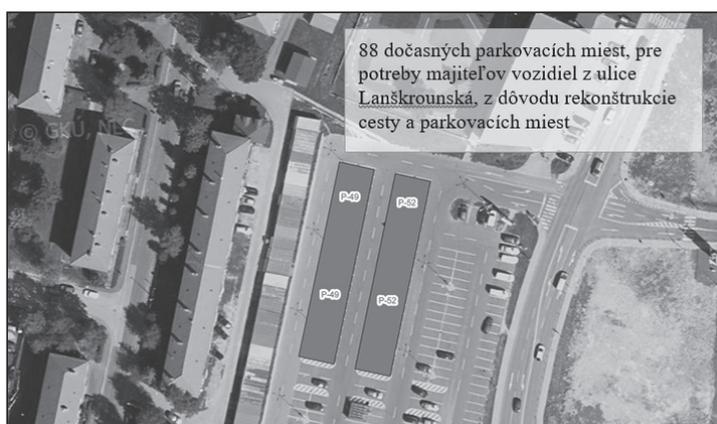 88 dočasných parkovacích miest, pre
potreby majiteľov vozidiel z ulice
Lanškrounská, z dôvodu rekonštrukcie
cesty a parkovacích miest
© GKÚ, NLC
P-49
P-52
P-49
P-52